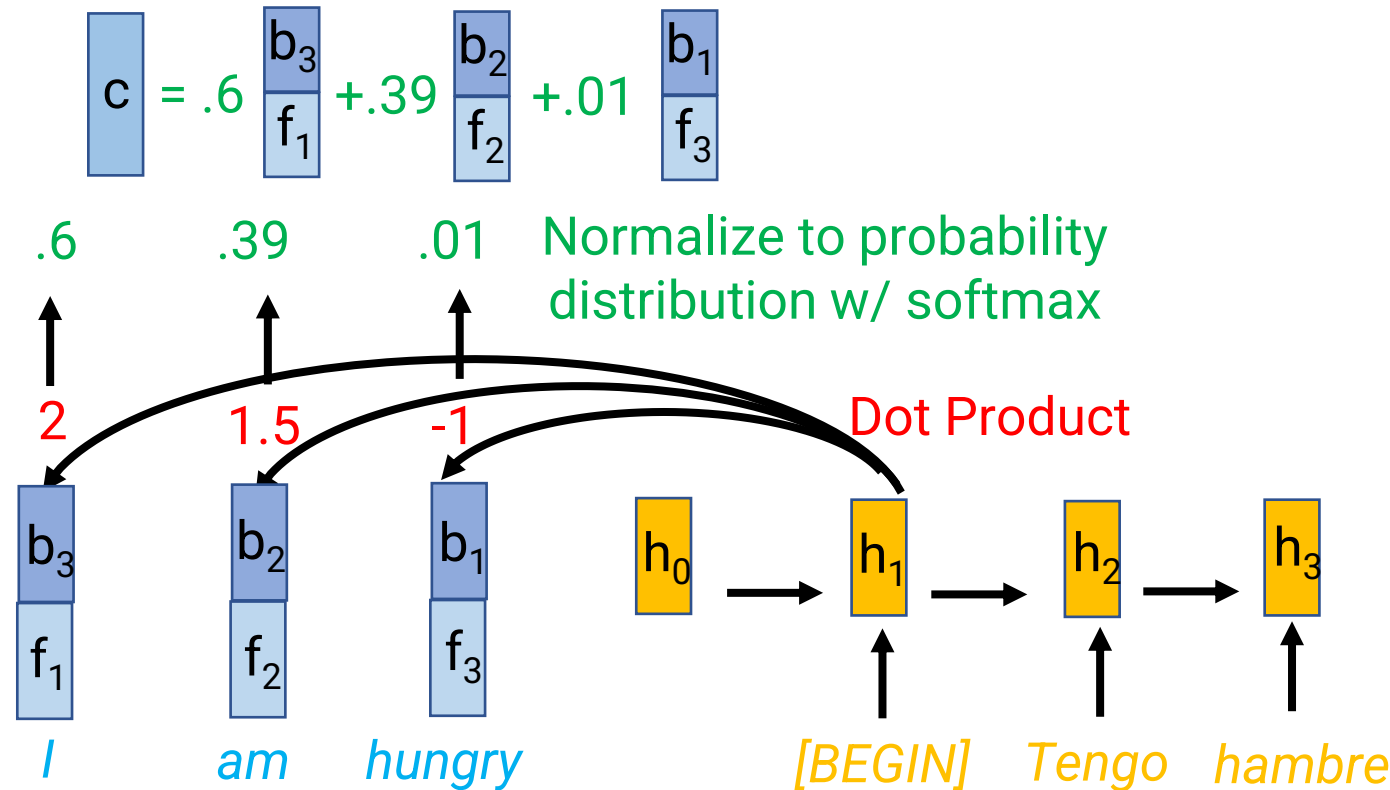 c = .6 b₃ f₁ +.39 b₂ f₂ +.01 b₁ f₃
.6 .39 .01 Normalize to probability
distribution w/ softmax
2 1.5 -1 Dot Product
b₃ b₂ b₁ h₀ h₁ h₂ h₃
f₁ f₂ f₃
I am hungry [BEGIN] Tengo hambre